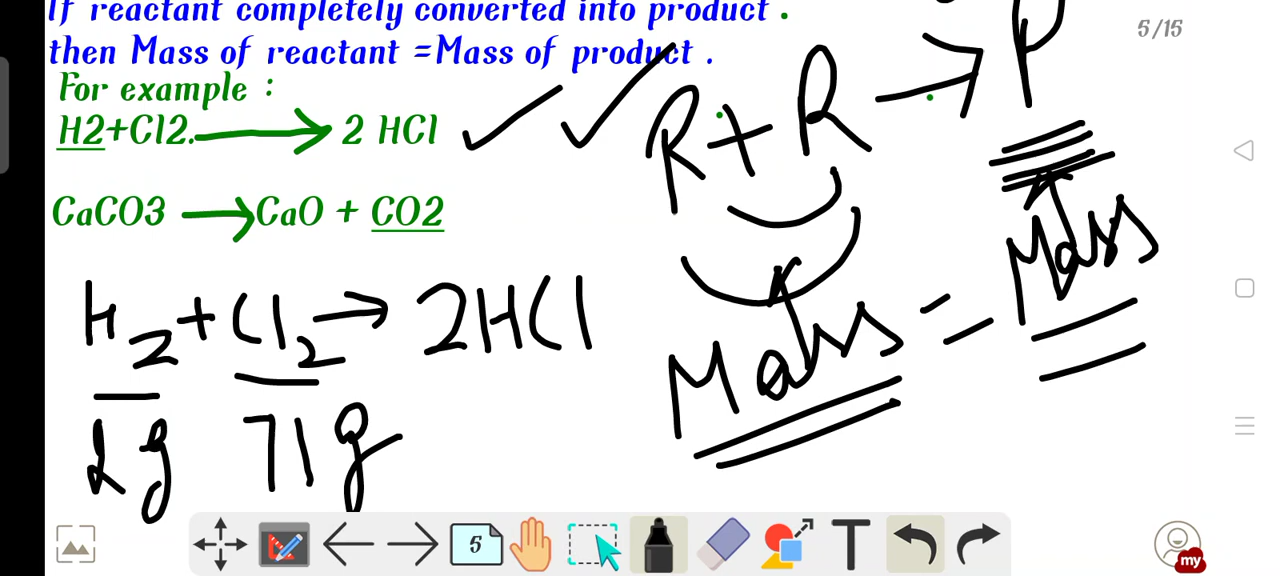 If reactant completely converted into product .
then Mass of reactant =Mass of product .
For example :
H2+Cl2. → 2 HCl
CaCO3 → CaO + CO2
H2 + Cl2 → 2HCl
2g 71g
R + R → P
Mass = Mass
5/15
5
T
my